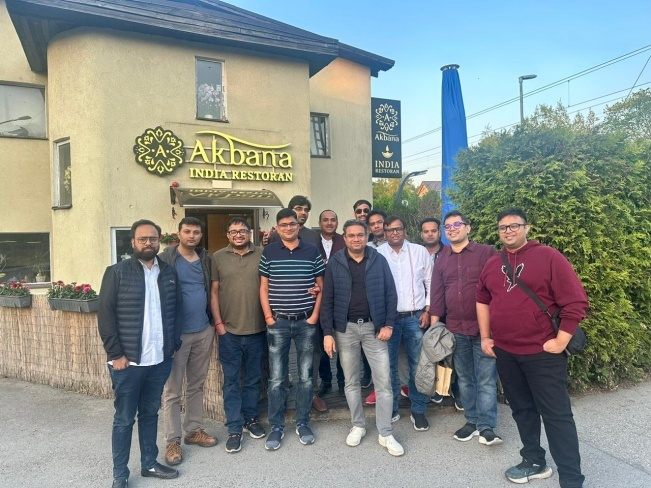 A
Akbana
INDIA RESTORAN
A
Akbana
INDIA
RESTORAN